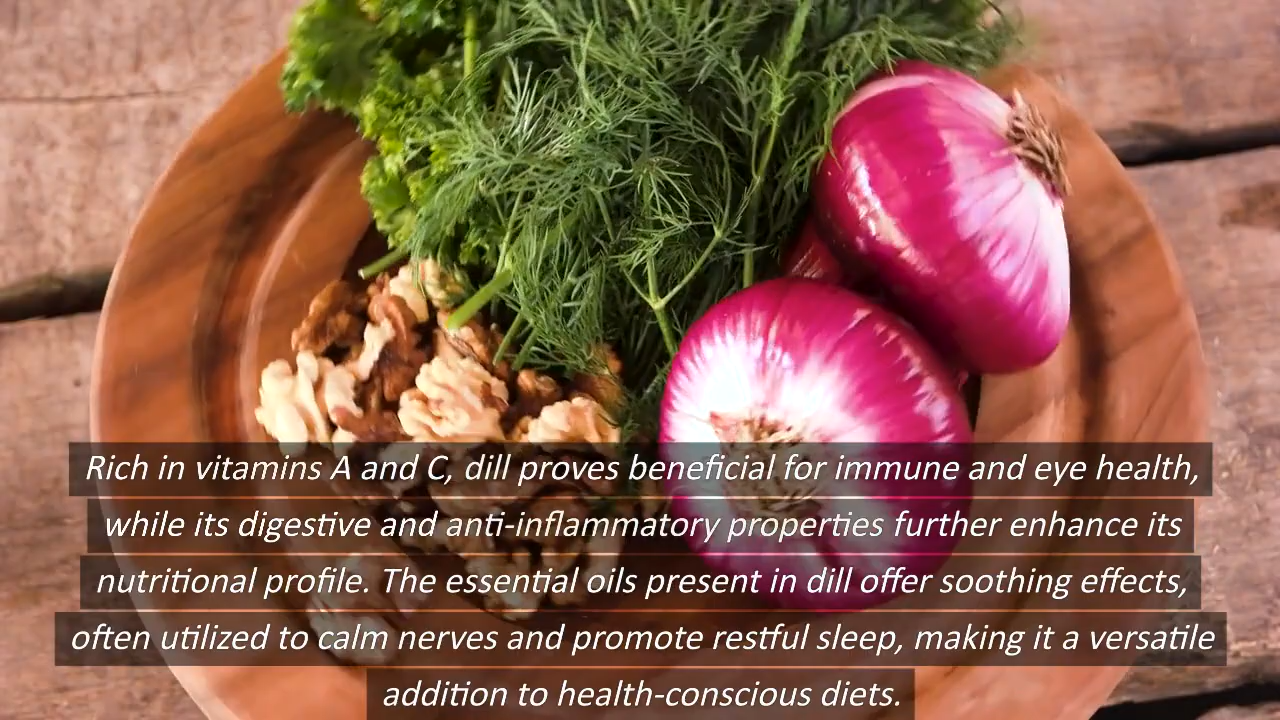 Rich in vitamins A and C, dill proves beneficial for immune and eye health,
while its digestive and anti-inflammatory properties further enhance its
nutritional profile. The essential oils present in dill offer soothing effects,
often utilized to calm nerves and promote restful sleep, making it a versatile
addition to health-conscious diets.